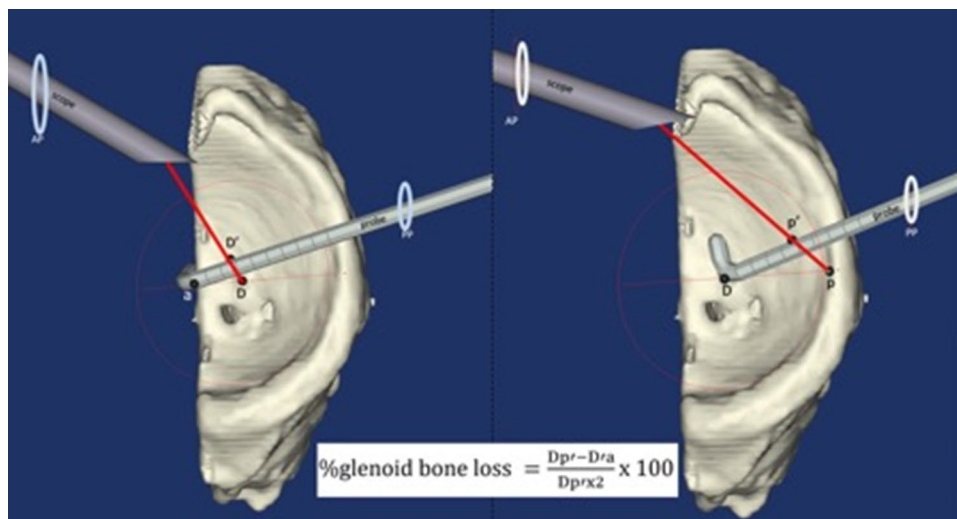 scope
AP
probe
PP
D'
a
D
scope
AP
probe
PP
p'
D
P
%glenoid bone loss = Dp′−D′a / Dp′x2 x 100